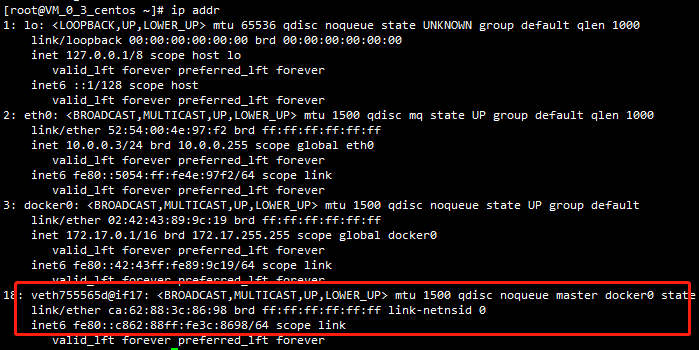 [root@VM_0_3_centos ~]# ip addr
1: lo: <LOOPBACK,UP,LOWER_UP> mtu 65536 qdisc noqueue state UNKNOWN group default qlen 1000
    link/loopback 00:00:00:00:00:00 brd 00:00:00:00:00:00
    inet 127.0.0.1/8 scope host lo
       valid_lft forever preferred_lft forever
    inet6 ::1/128 scope host
       valid_lft forever preferred_lft forever
2: eth0: <BROADCAST,MULTICAST,UP,LOWER_UP> mtu 1500 qdisc mq state UP group default qlen 1000
    link/ether 52:54:00:4e:97:f2 brd ff:ff:ff:ff:ff:ff
    inet 10.0.0.3/24 brd 10.0.0.255 scope global eth0
       valid_lft forever preferred_lft forever
    inet6 fe80::5054:ff:fe4e:97f2/64 scope link
       valid_lft forever preferred_lft forever
3: docker0: <BROADCAST,MULTICAST,UP,LOWER_UP> mtu 1500 qdisc noqueue state UP group default
    link/ether 02:42:43:89:9c:19 brd ff:ff:ff:ff:ff:ff
    inet 172.17.0.1/16 brd 172.17.255.255 scope global docker0
       valid_lft forever preferred_lft forever
    inet6 fe80::42:43ff:fe89:9c19/64 scope link
       valid_lft forever preferred_lft forever
18: veth755565d@if17: <BROADCAST,MULTICAST,UP,LOWER_UP> mtu 1500 qdisc noqueue master docker0 state
    link/ether ca:62:88:3c:86:98 brd ff:ff:ff:ff:ff:ff link-netnsid 0
    inet6 fe80::c862:88ff:fe3c:8698/64 scope link
       valid_lft forever preferred_lft forever